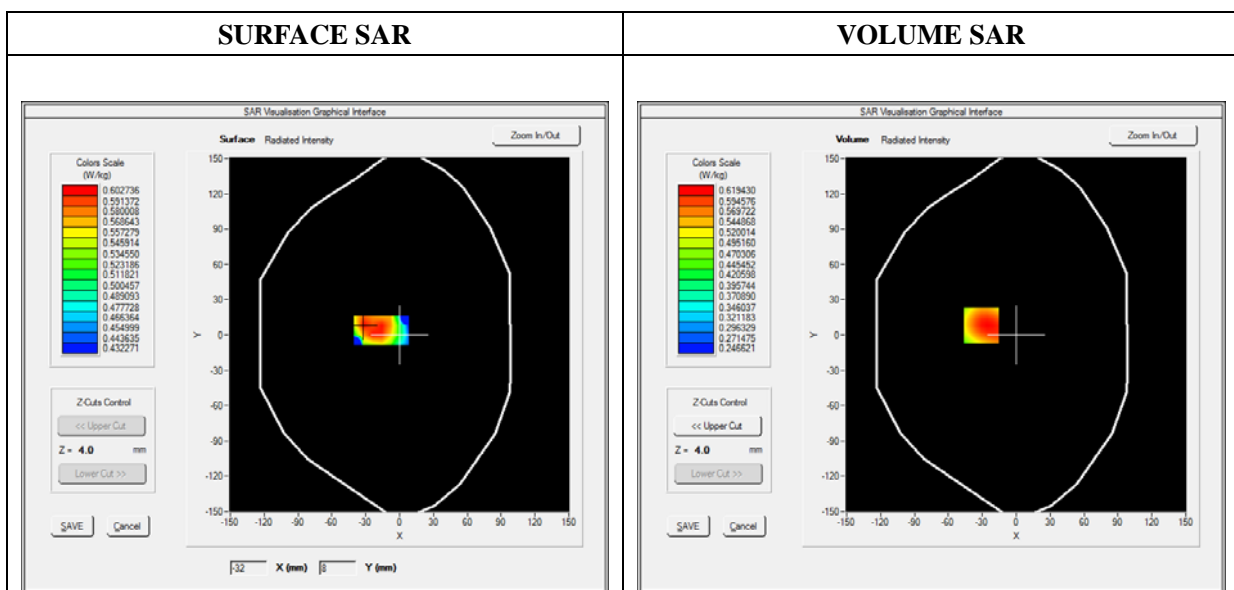 SURFACE SAR
SAR Visualisation Graphical Interface
Surface Radiated Intensity
Zoom In/Out
Colors Scale
(W/kg)
0.602736
0.591372
0.580008
0.568643
0.557279
0.545914
0.534550
0.523186
0.511821
0.500457
0.489093
0.477728
0.466364
0.454999
0.443635
0.432271
Z-Cuts Control
<< Upper Cut
Z = 4.0 mm
Lower Cut >>
SAVE Cancel
150
120
90
60
30
0
-30
-60
-90
-120
-150
Y
-150 -120 -90 -60 -30 0 30 60 90 120 150
X
-32 X (mm) 8 Y (mm)
VOLUME SAR
SAR Visualisation Graphical Interface
Volume Radiated Intensity
Zoom In/Out
Colors Scale
(W/kg)
0.619430
0.594576
0.569722
0.544868
0.520014
0.495160
0.470306
0.445452
0.420598
0.395744
0.370890
0.346037
0.321183
0.296329
0.271475
0.246621
Z-Cuts Control
<< Upper Cut
Z = 4.0 mm
Lower Cut >>
SAVE Cancel
150
120
90
60
30
0
-30
-60
-90
-120
-150
Y
-150 -120 -90 -60 -30 0 30 60 90 120 150
X